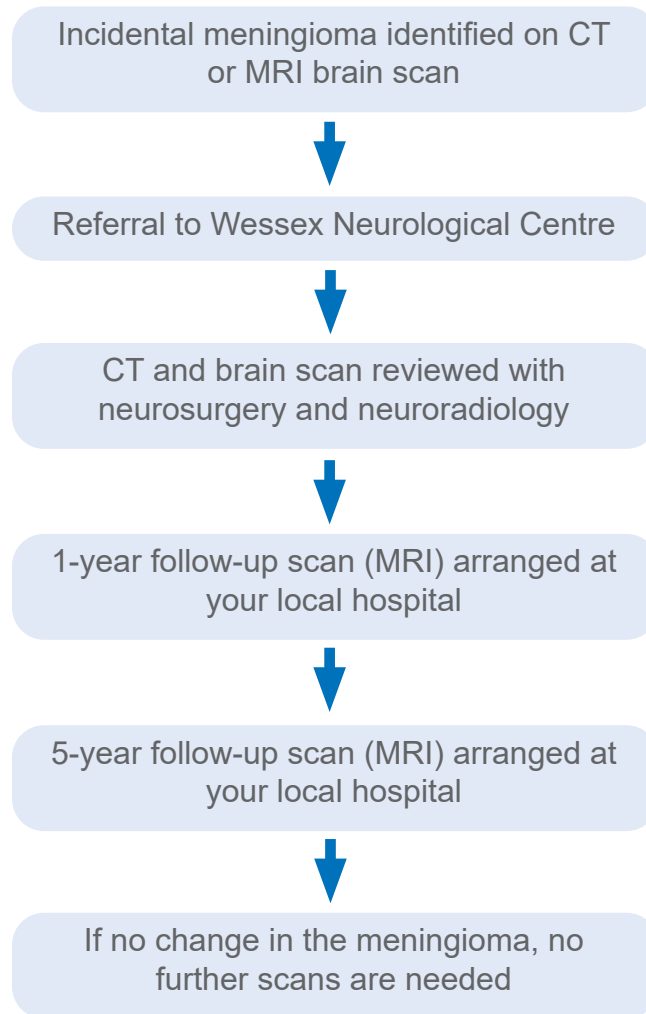 Incidental meningioma identified on CT
or MRI brain scan
Referral to Wessex Neurological Centre
CT and brain scan reviewed with
neurosurgery and neuroradiology
1-year follow-up scan (MRI) arranged at
your local hospital
5-year follow-up scan (MRI) arranged at
your local hospital
If no change in the meningioma, no
further scans are needed